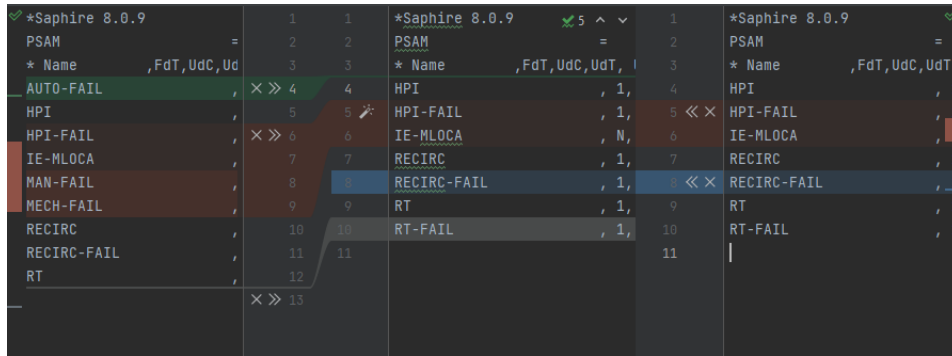 *Saphire 8.0.9
PSAM =
* Name ,FdT,UdC,Ud
AUTO-FAIL ,
HPI ,
HPI-FAIL ,
IE-MLOCA ,
MAN-FAIL ,
MECH-FAIL ,
RECIRC ,
RECIRC-FAIL ,
RT ,
1
2
3
4
5
6
7
8
9
10
11
12
13
1
2
3
4
5
6
7
8
9
10
11
*Saphire 8.0.9 5
PSAM =
* Name ,FdT,UdC,UdT,
HPI , 1,
HPI-FAIL , 1,
IE-MLOCA , N,
RECIRC , 1,
RECIRC-FAIL , 1,
RT , 1,
RT-FAIL , 1,
1
2
3
4
5
6
7
8
9
10
11
*Saphire 8.0.9
PSAM =
* Name ,FdT,UdC,UdT
HPI ,
HPI-FAIL ,
IE-MLOCA ,
RECIRC ,
RECIRC-FAIL ,
RT ,
RT-FAIL ,